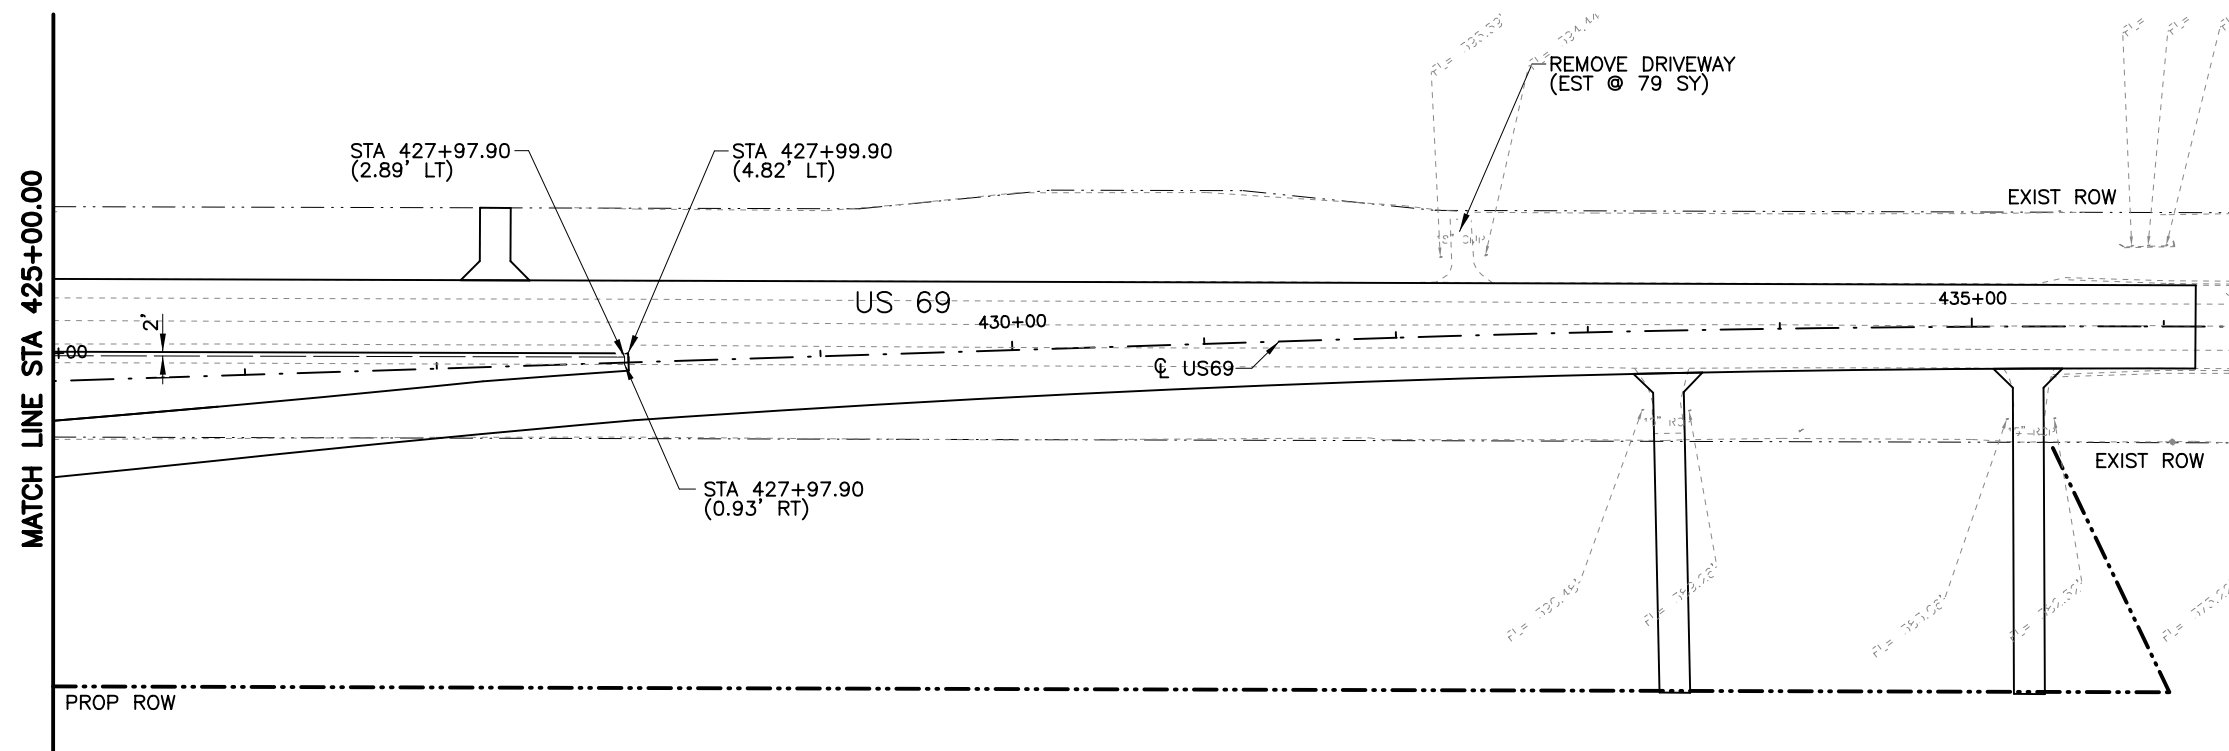 REMOVE DRIVEWAY
(EST @ 79 SY)
STA 427+97.90
(2.89' LT)
STA 427+99.90
(4.82' LT)
MATCH LINE STA 425+00.00
EXIST ROW
US 69
435+00
430+00
2'
+00
℄ US69
EXIST ROW
STA 427+97.90
(0.93' RT)
PROP ROW